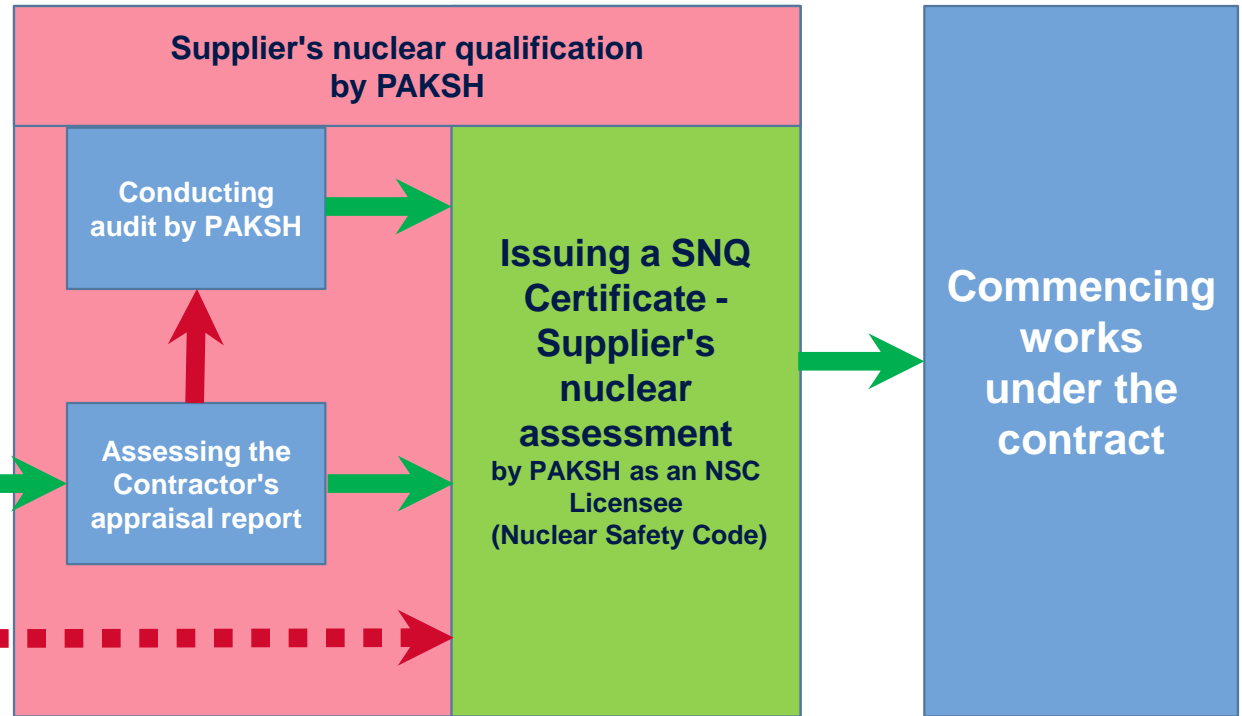 Supplier's nuclear qualification
by PAKSH
Conducting
audit by PAKSH
Assessing the
Contractor's
appraisal report
Issuing a SNQ
Certificate -
Supplier's
nuclear
assessment
by PAKSH as an NSC
Licensee
(Nuclear Safety Code)
Commencing
works
under the
contract